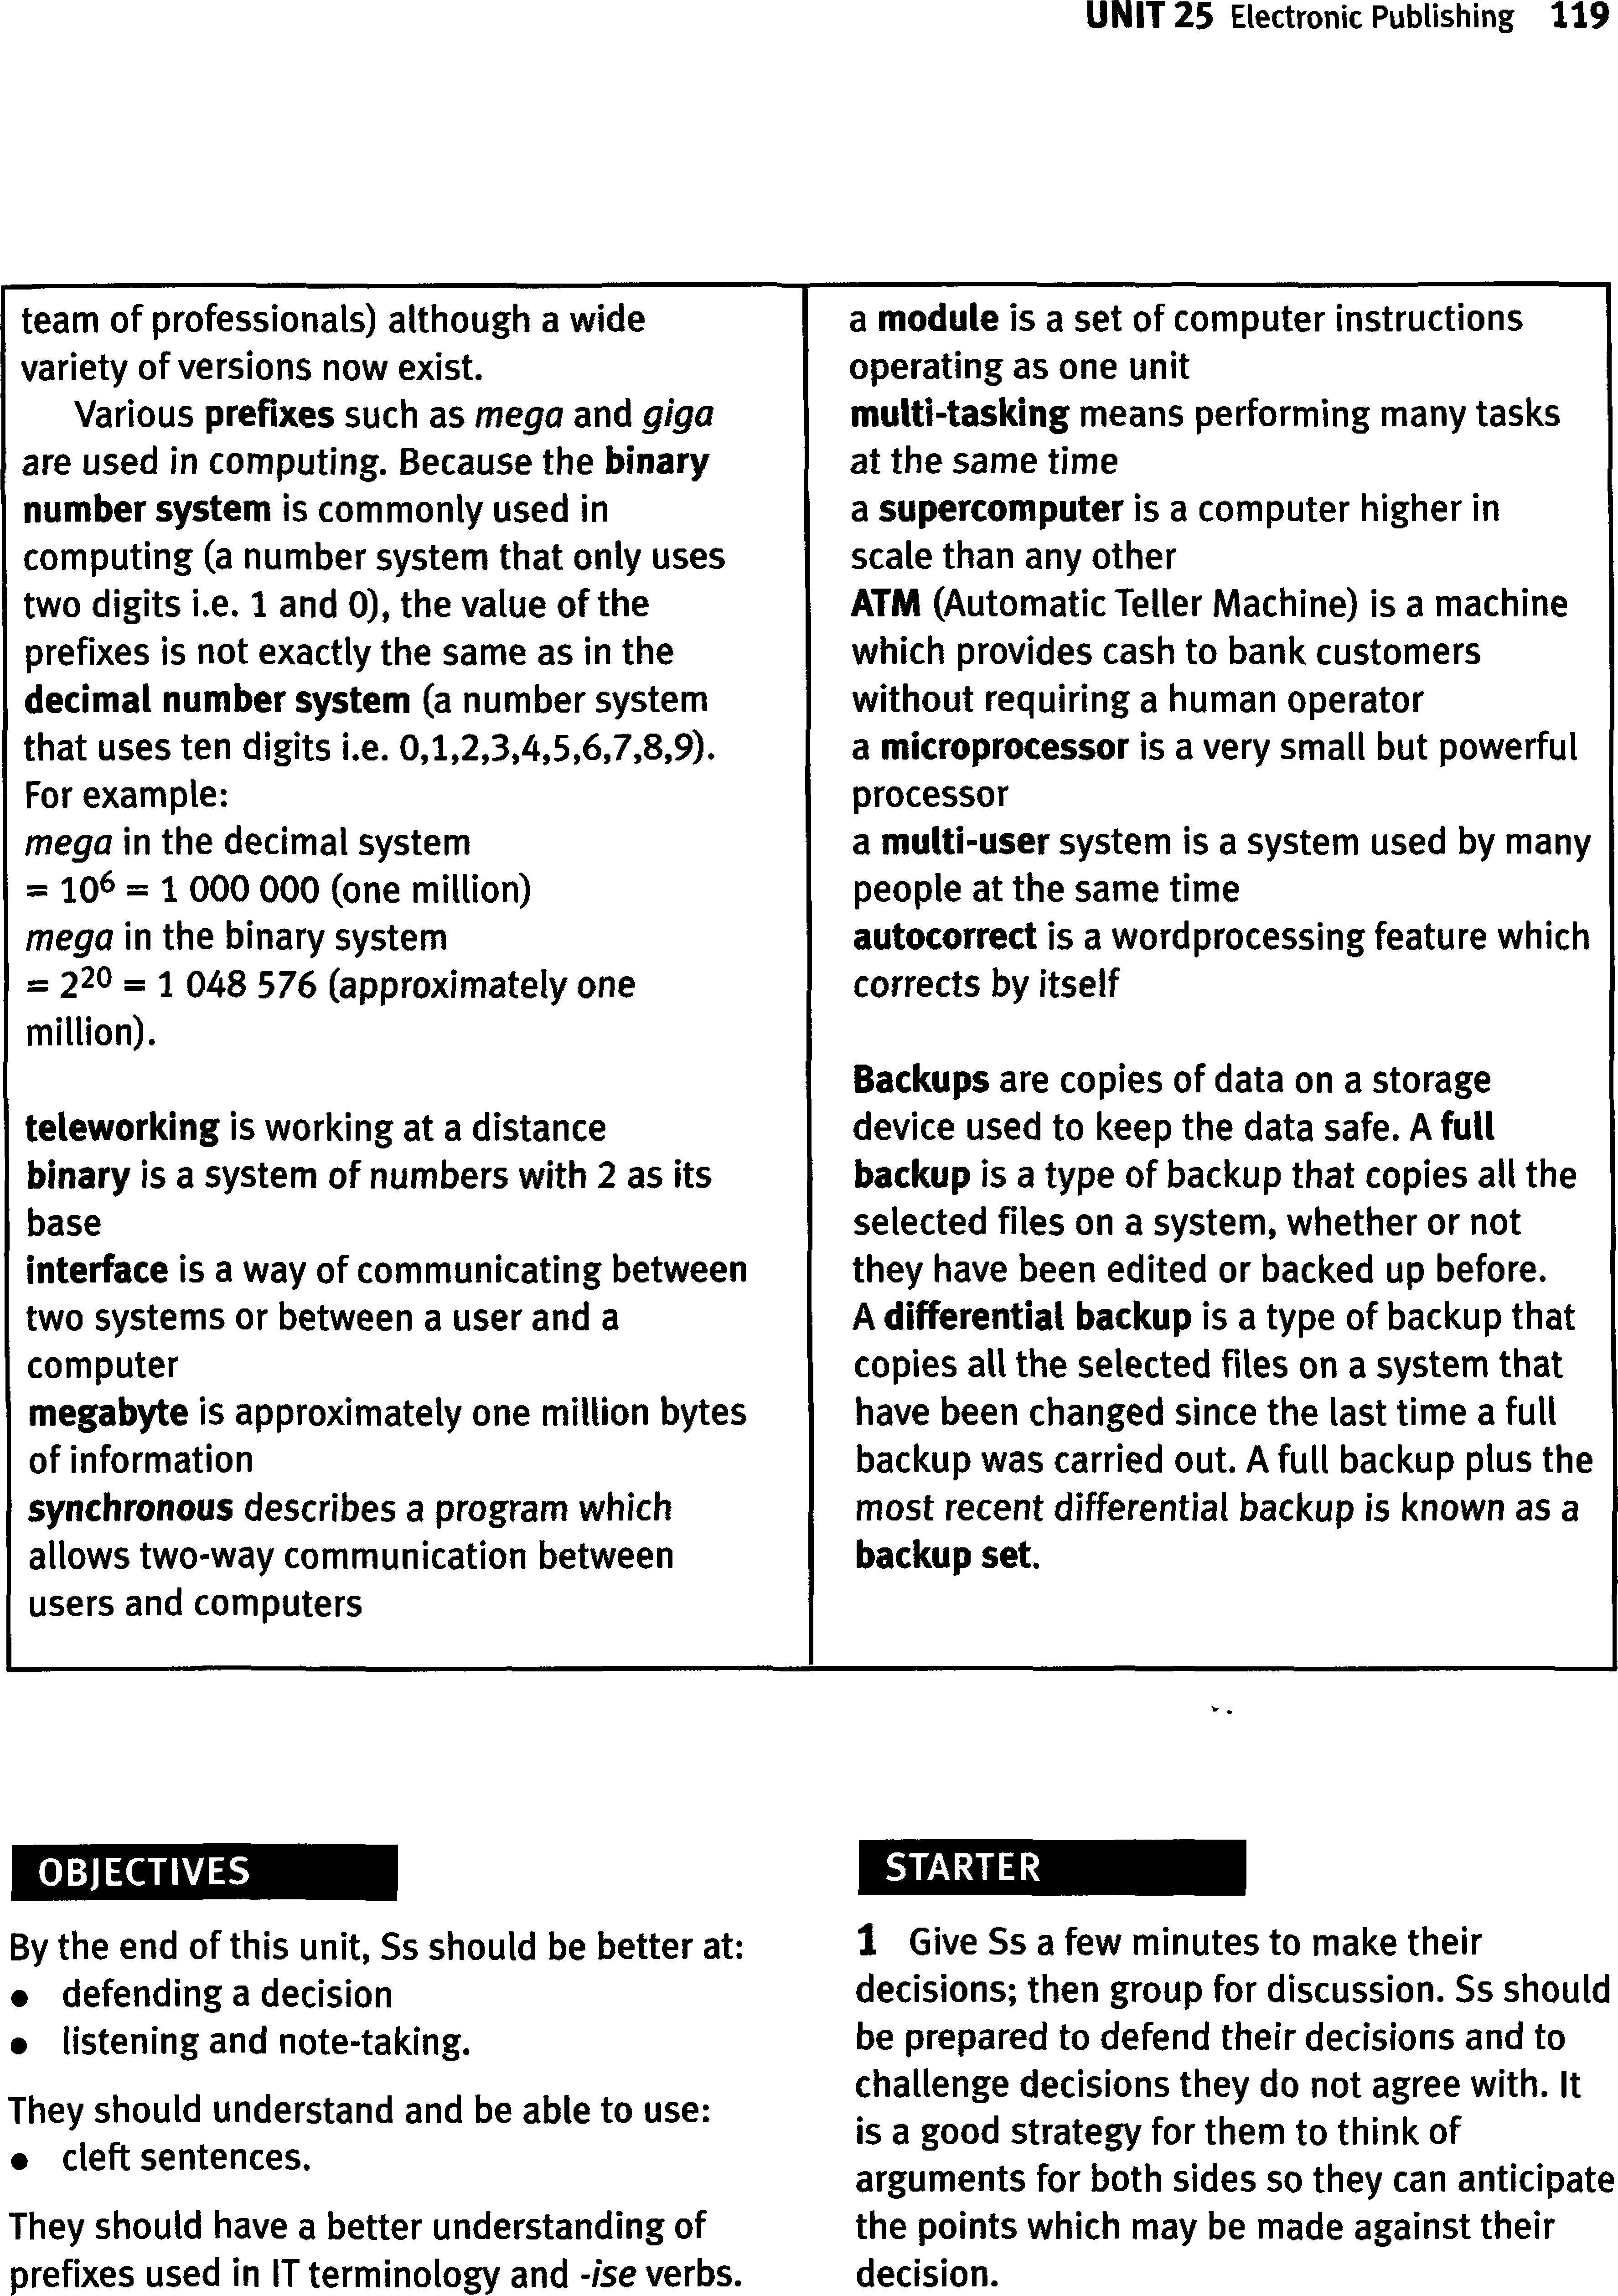 UNIT 25 Electronic Publishing 119
team of professionals) although a wide
variety of versions now exist.
Various prefixes such as mega and giga
are used in computing. Because the binary
number system is commonly used in
computing (a number system that only uses
two digits i.e. 1 and 0), the value of the
prefixes is not exactly the same as in the
decimal number system (a number system
that uses ten digits i.e. 0,1,2,3,4,5,6,7,8,9).
For example:
mega in the decimal system
= 10⁶ = 1 000 000 (one million)
mega in the binary system
= 2²⁰ = 1 048 576 (approximately one
million).
teleworking is working at a distance
binary is a system of numbers with 2 as its
base
interface is a way of communicating between
two systems or between a user and a
computer
megabyte is approximately one million bytes
of information
synchronous describes a program which
allows two-way communication between
users and computers
a module is a set of computer instructions
operating as one unit
multi-tasking means performing many tasks
at the same time
a supercomputer is a computer higher in
scale than any other
ATM (Automatic Teller Machine) is a machine
which provides cash to bank customers
without requiring a human operator
a microprocessor is a very small but powerful
processor
a multi-user system is a system used by many
people at the same time
autocorrect is a wordprocessing feature which
corrects by itself
Backups are copies of data on a storage
device used to keep the data safe. A full
backup is a type of backup that copies all the
selected files on a system, whether or not
they have been edited or backed up before.
A differential backup is a type of backup that
copies all the selected files on a system that
have been changed since the last time a full
backup was carried out. A full backup plus the
most recent differential backup is known as a
backup set.
OBJECTIVES
By the end of this unit, Ss should be better at:
• defending a decision
• listening and note-taking.
They should understand and be able to use:
• cleft sentences.
They should have a better understanding of
prefixes used in IT terminology and -ise verbs.
STARTER
1 Give Ss a few minutes to make their
decisions; then group for discussion. Ss should
be prepared to defend their decisions and to
challenge decisions they do not agree with. It
is a good strategy for them to think of
arguments for both sides so they can anticipate
the points which may be made against their
decision.